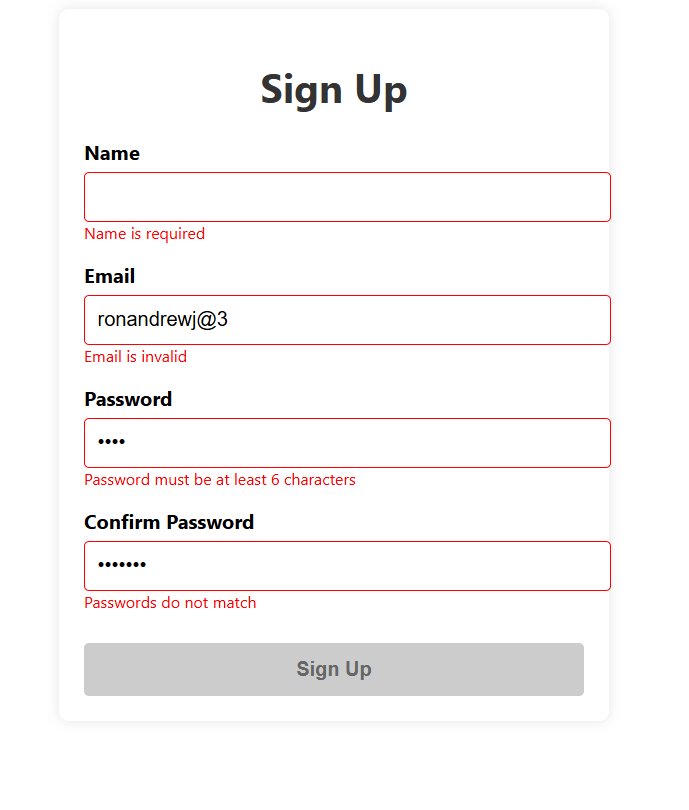 Sign Up
Name
Name is required
Email
ronandrewj@3
Email is invalid
Password
••••
Password must be at least 6 characters
Confirm Password
•••••••
Passwords do not match
Sign Up